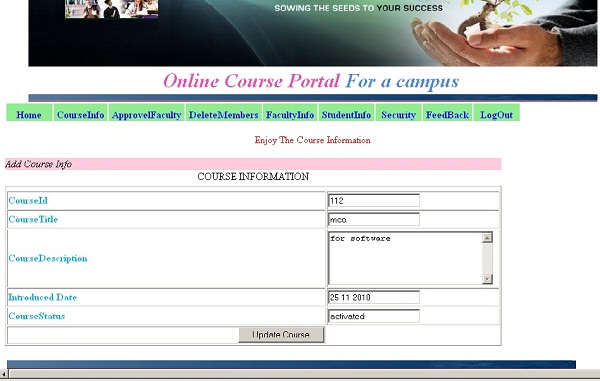 SOWING THE SEEDS TO YOUR SUCCESS
Online Course Portal For a campus
Home CourseInfo ApprovelFaculty DeleteMembers FacultyInfo StudentInfo Security FeedBack LogOut
Enjoy The Course Information
Add Course Info
COURSE INFORMATION
CourseId 112
CourseTitle mca
CourseDescription for software
Introduced Date 25 11 2010
CourseStatus activated
Update Course